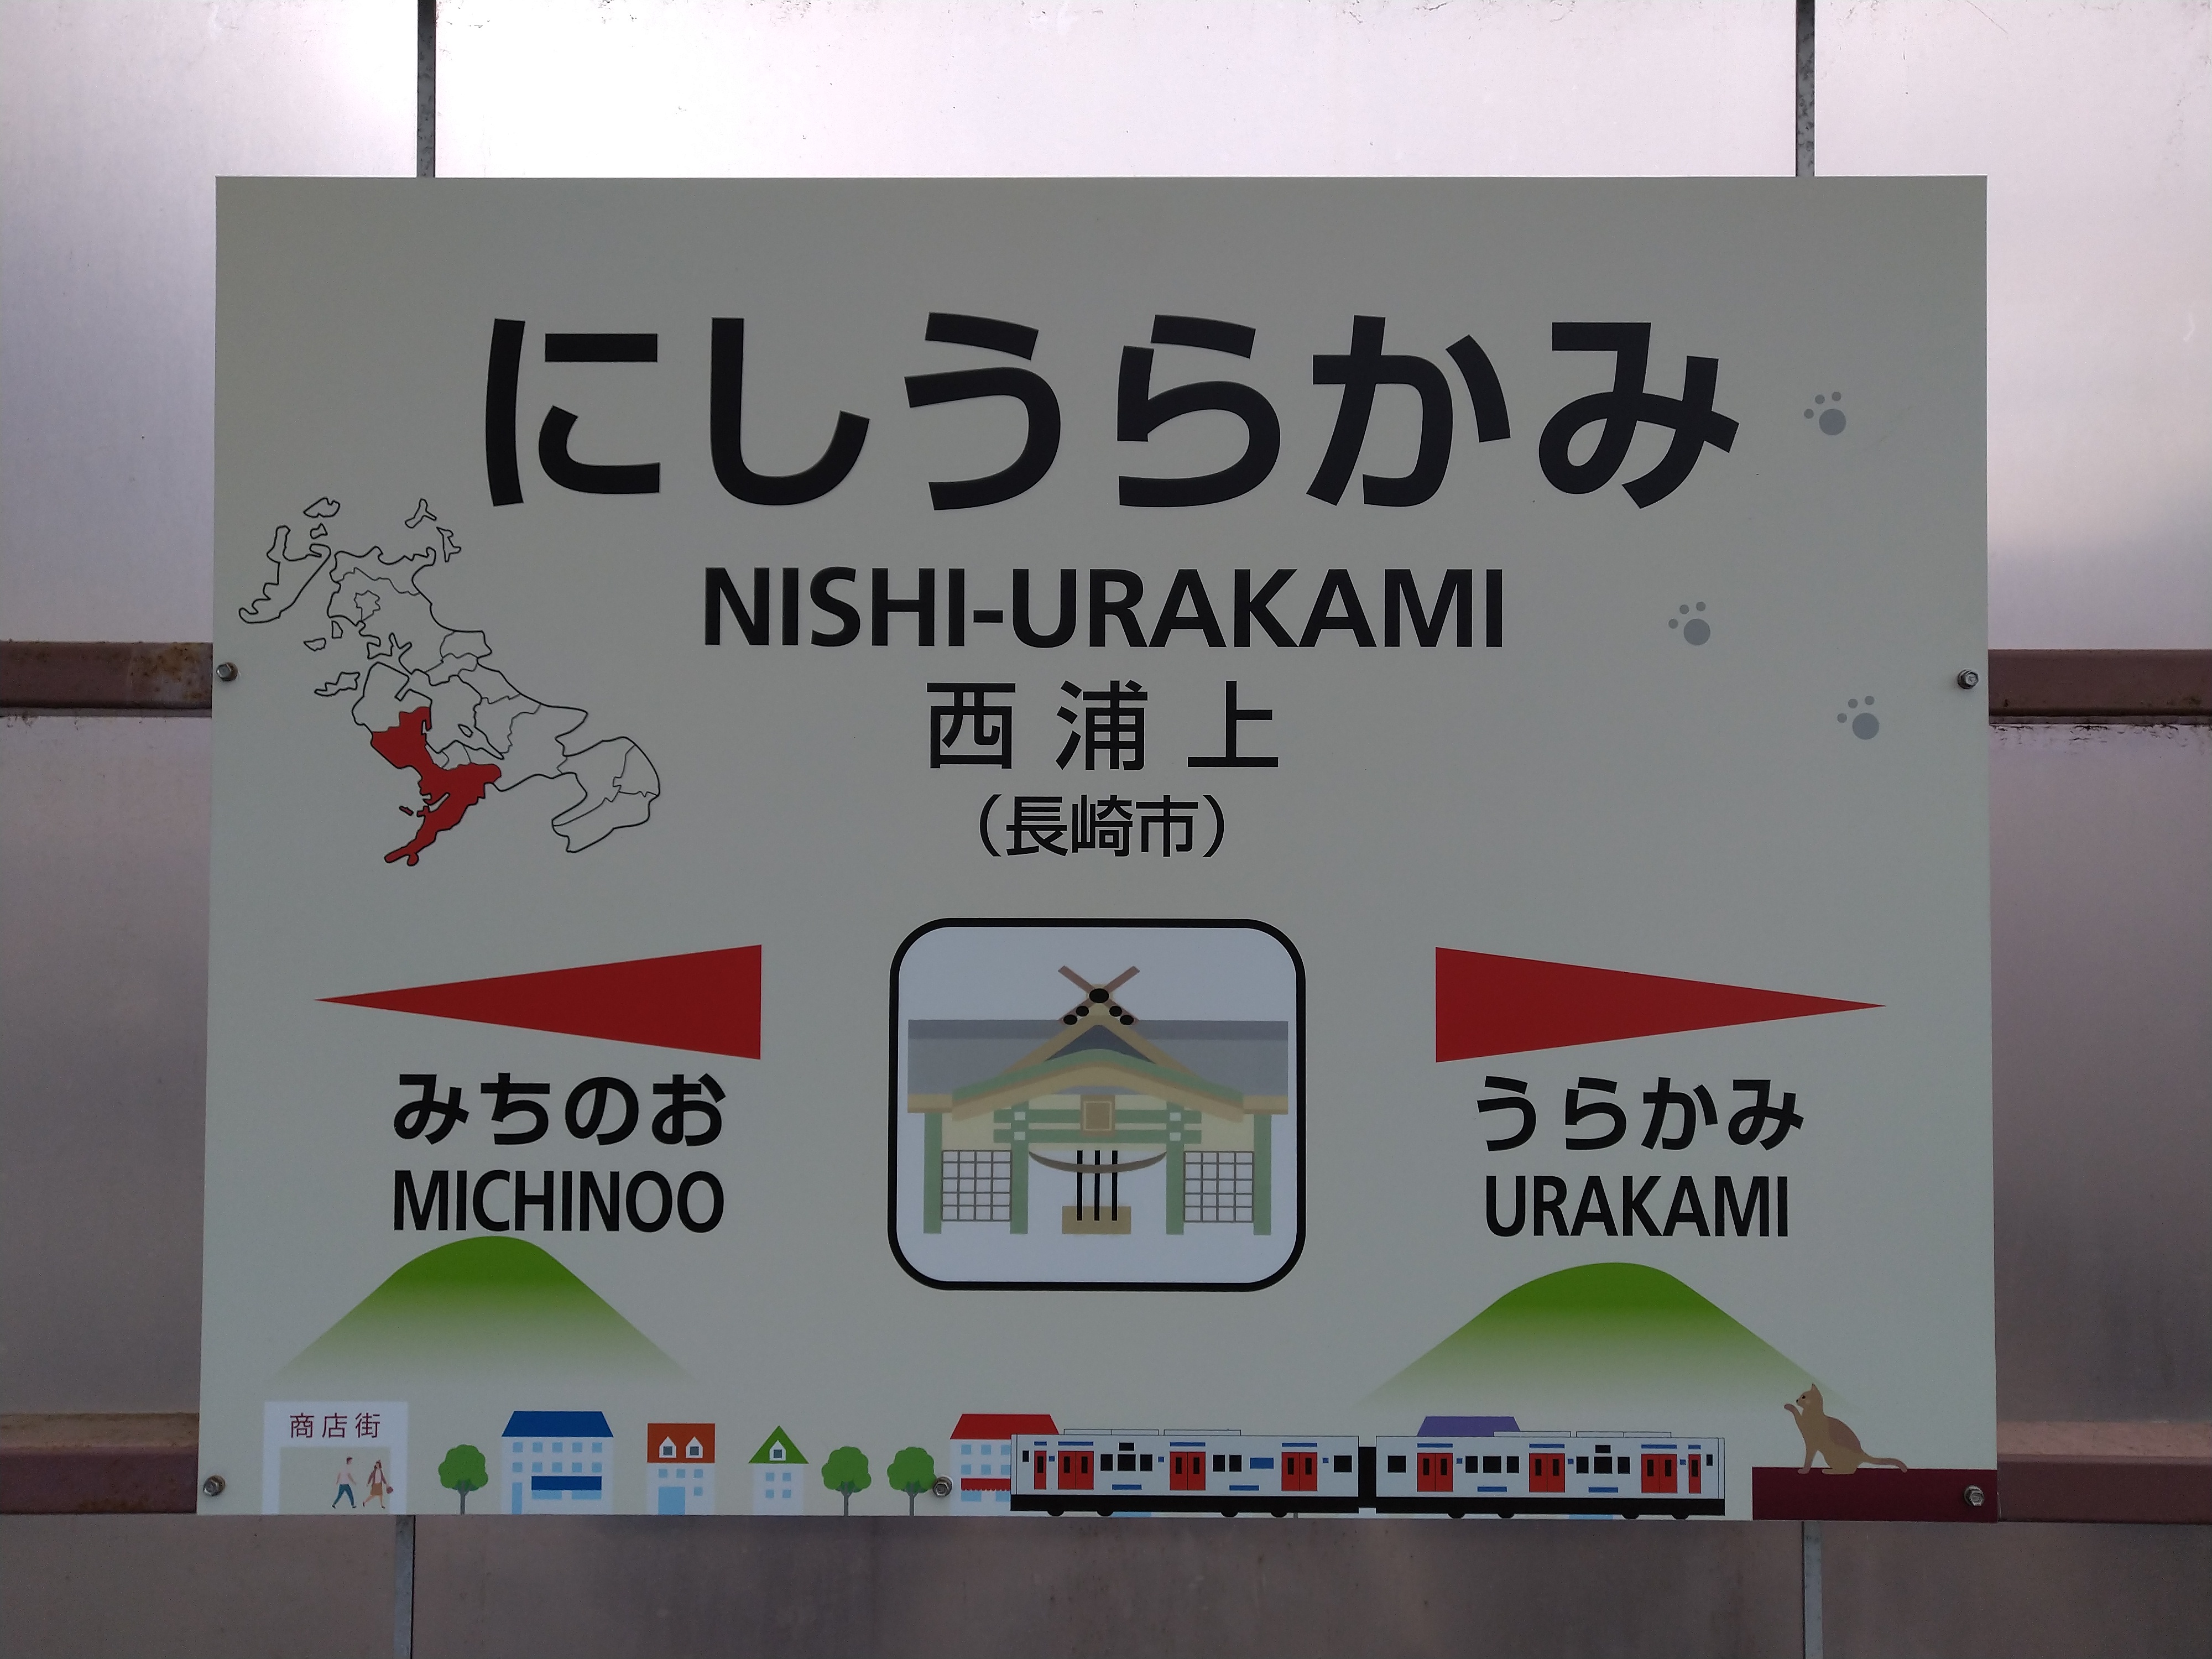 にしうらかみ
NISHI-URAKAMI
西浦上
（長崎市）
みちのお
MICHINOO
うらかみ
URAKAMI
商店街